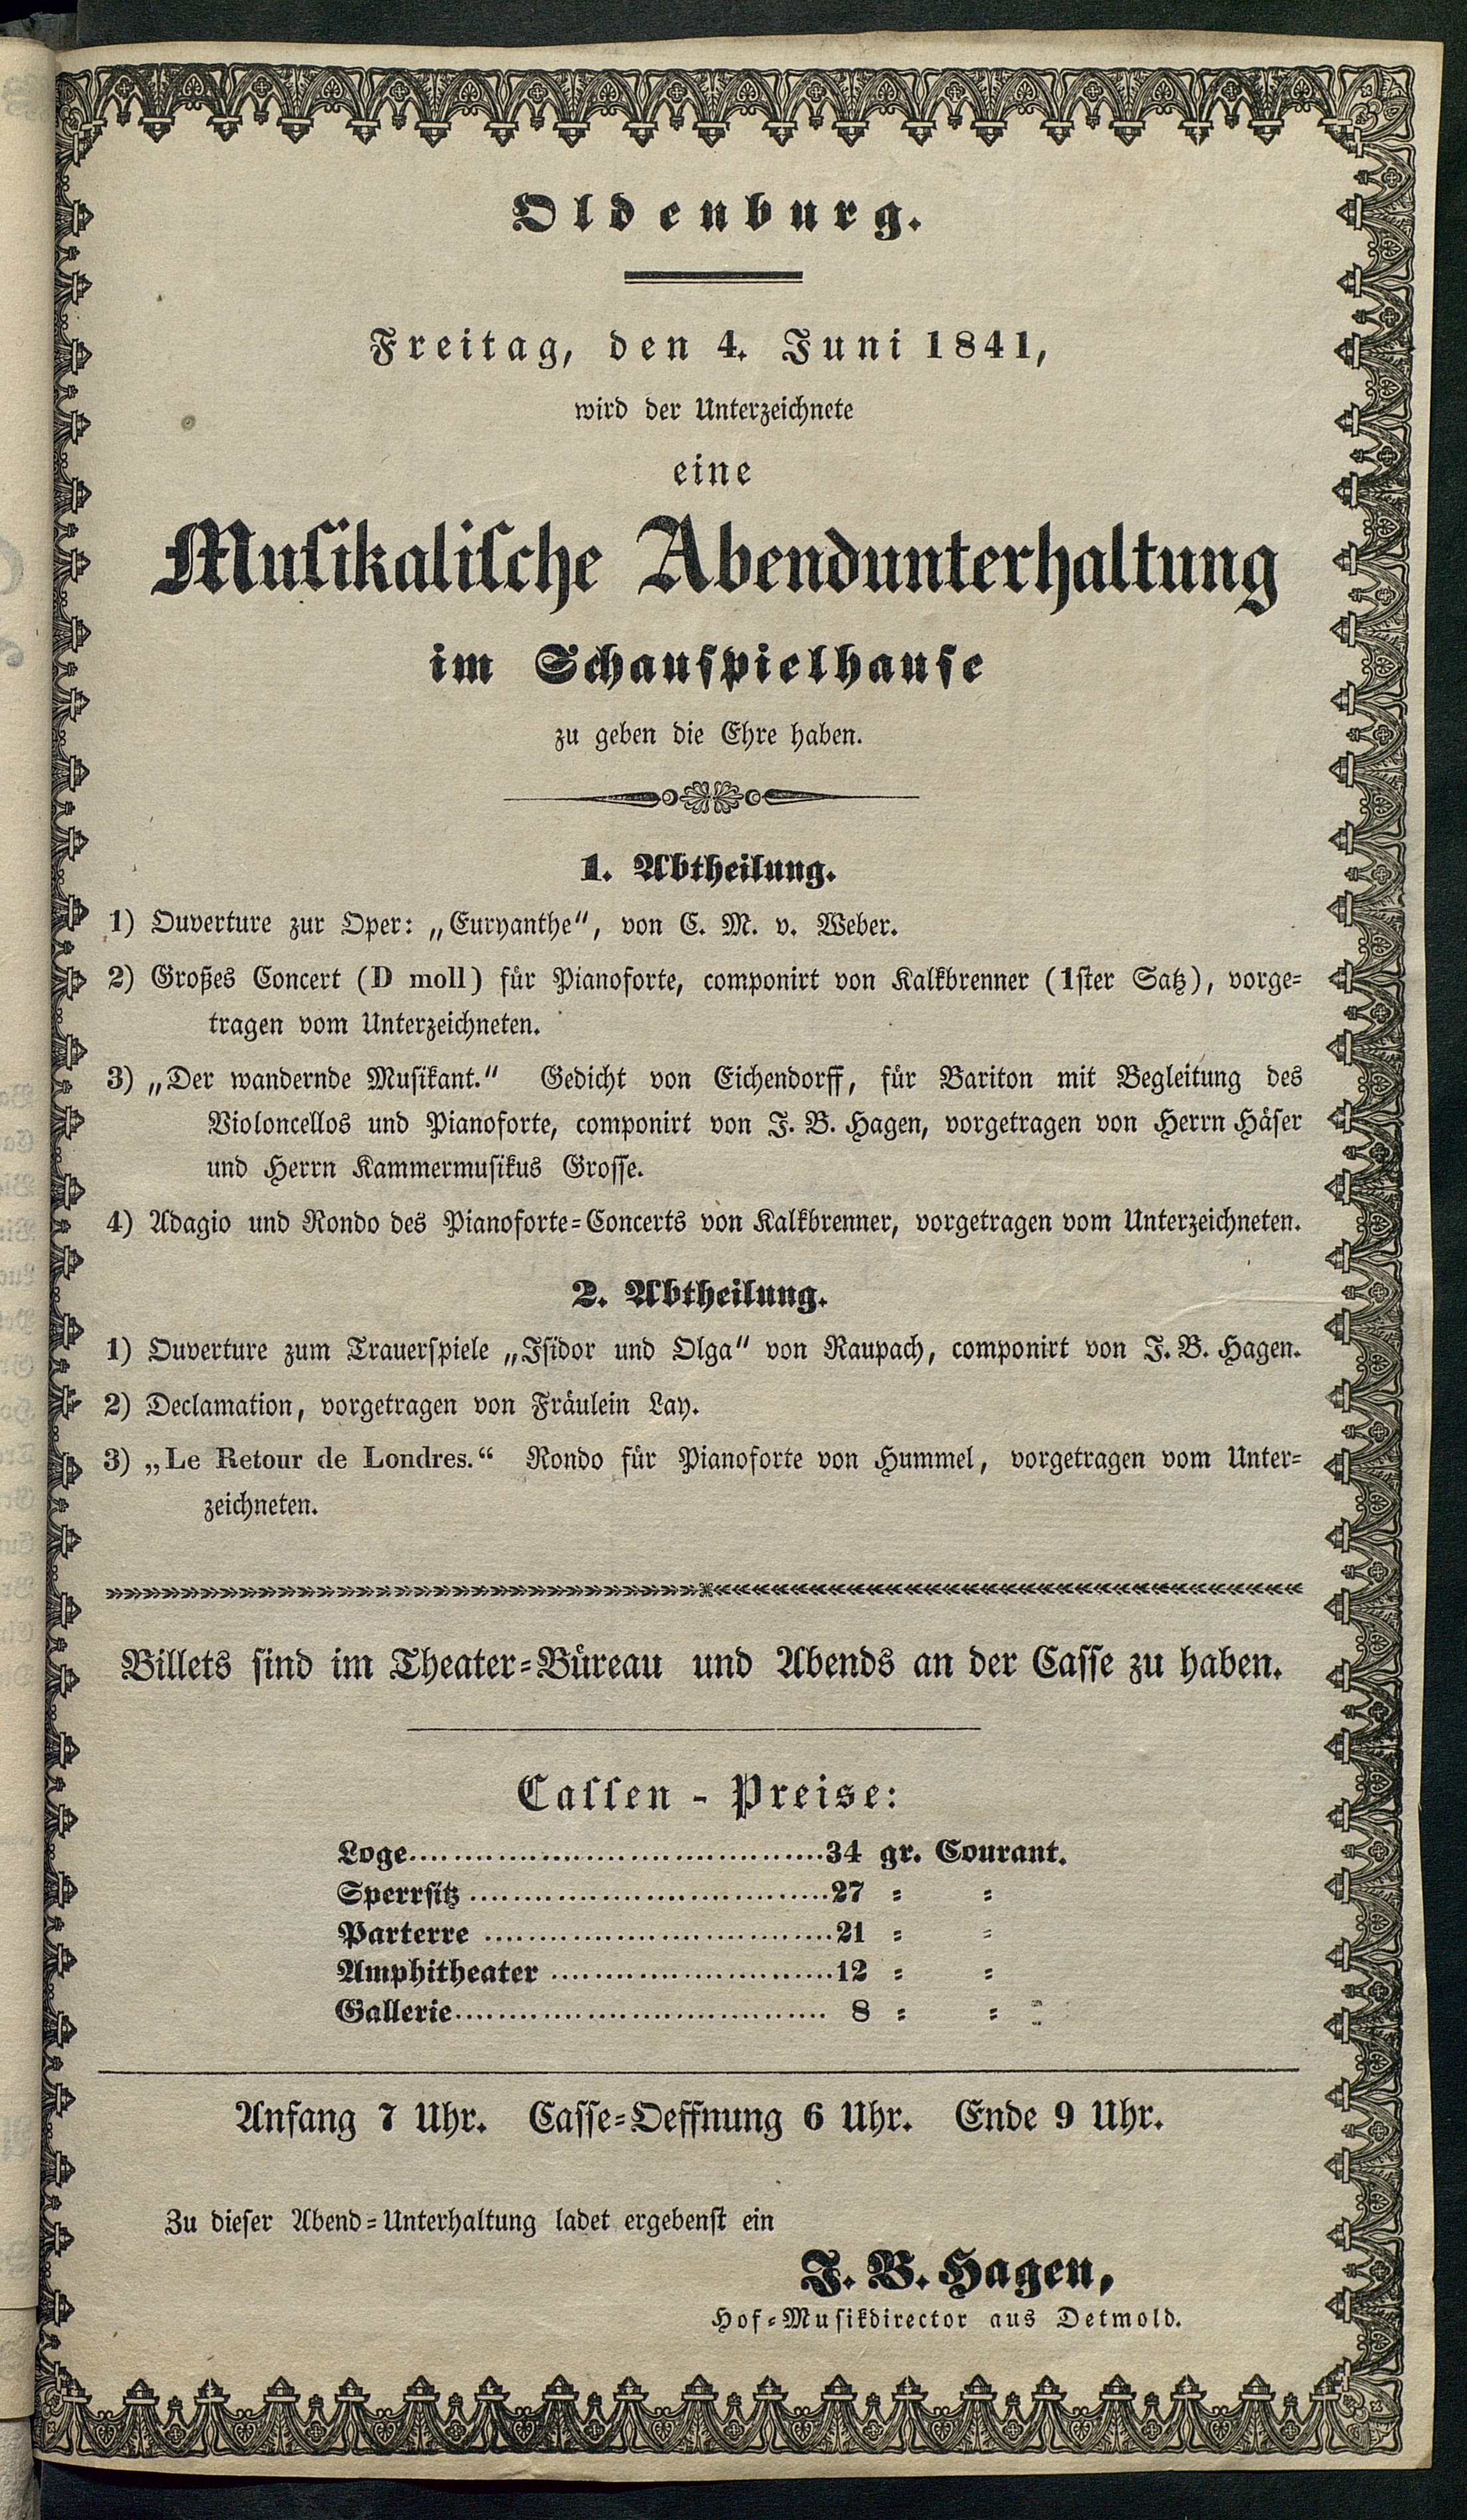 Oldenburg.
Freitag, den 4. Juni 1841,
wird der Unterzeichnete
eine
Musikalische Abendunterhaltung
im Schauspielhause
zu geben die Ehre haben.
1. Abtheilung.
1) Ouverture zur Oper: „Euryanthe“, von C. M. v. Weber.
2) Großes Concert (D moll) für Pianoforte, componirt von Kalkbrenner (1ster Satz), vorge-
tragen vom Unterzeichneten.
3) „Der wandernde Musikant.“ Gedicht von Eichendorff, für Bariton mit Begleitung des
Violoncellos und Pianoforte, componirt von J. B. Hagen, vorgetragen von Herrn Häser
und Herrn Kammermusikus Grosse.
4) Adagio und Rondo des Pianoforte-Concerts von Kalkbrenner, vorgetragen vom Unterzeichneten.
2. Abtheilung.
1) Ouverture zum Trauerspiele „Isidor und Olga“ von Raupach, componirt von J. B. Hagen.
2) Declamation, vorgetragen von Fräulein Lay.
3) „Le Retour de Londres.“ Rondo für Pianoforte von Hummel, vorgetragen vom Unter-
zeichneten.
Billets sind im Theater-Büreau und Abends an der Casse zu haben.
Cassen - Preise:
Loge....................................34 gr. Courant.
Sperrsitz ................................27 = =
Parterre ................................21 = =
Amphitheater ..........................12 = =
Gallerie.................................. 8 = =
Anfang 7 Uhr. Casse-Oeffnung 6 Uhr. Ende 9 Uhr.
Zu dieser Abend-Unterhaltung ladet ergebenst ein
J. B. Hagen,
Hof-Musikdirector aus Detmold.